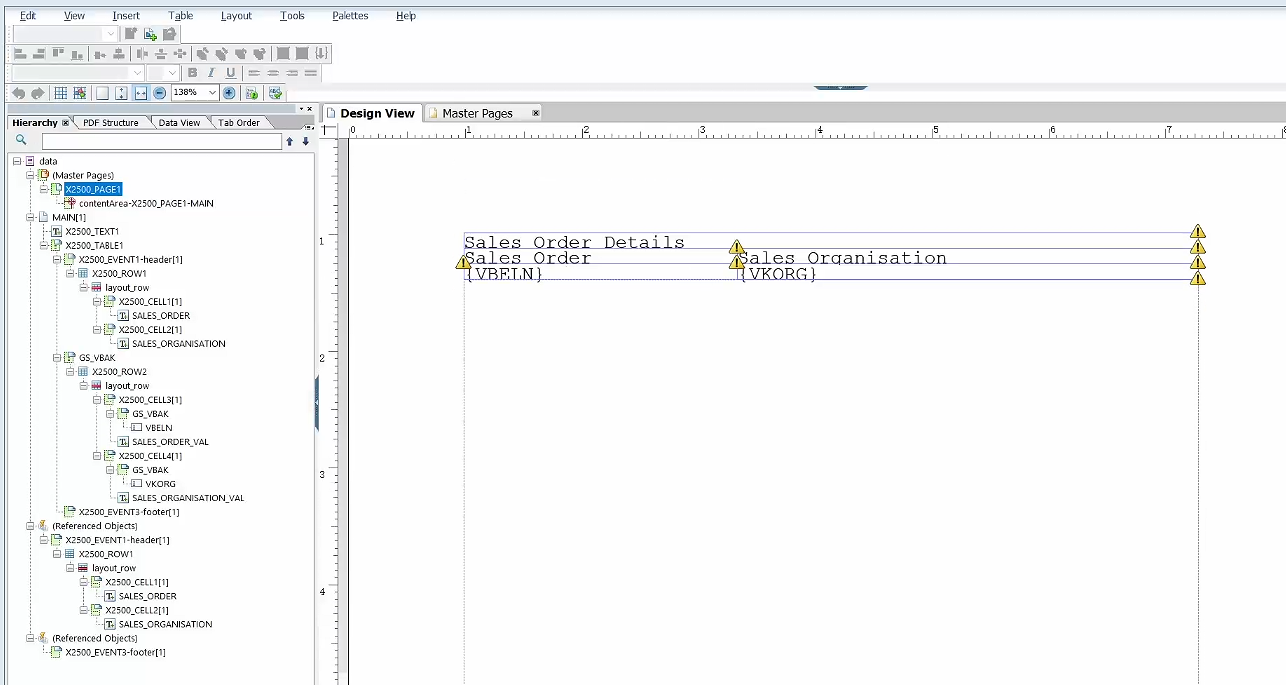 Edit View Insert Table Layout Tools Palettes Help
B I U
138%
Hierarchy PDF Structure Data View Tab Order
Design View Master Pages
0 1 2 3 4 5 6 7 8
data
(Master Pages)
X2500_PAGE1
contentArea-X2500_PAGE1-MAIN
MAIN[1]
X2500_TEXT1
X2500_TABLE1
X2500_EVENT1-header[1]
X2500_ROW1
layout_row
X2500_CELL1[1]
SALES_ORDER
X2500_CELL2[1]
SALES_ORGANISATION
GS_VBAK
X2500_ROW2
layout_row
X2500_CELL3[1]
GS_VBAK
VBELN
SALES_ORDER_VAL
X2500_CELL4[1]
GS_VBAK
VKORG
SALES_ORGANISATION_VAL
X2500_EVENT3-footer[1]
(Referenced Objects)
X2500_EVENT1-header[1]
X2500_ROW1
layout_row
X2500_CELL1[1]
SALES_ORDER
X2500_CELL2[1]
SALES_ORGANISATION
(Referenced Objects)
X2500_EVENT3-footer[1]
1
2
3
4
Sales Order Details
Sales Order Sales Organisation
{VBELN} {VKORG}